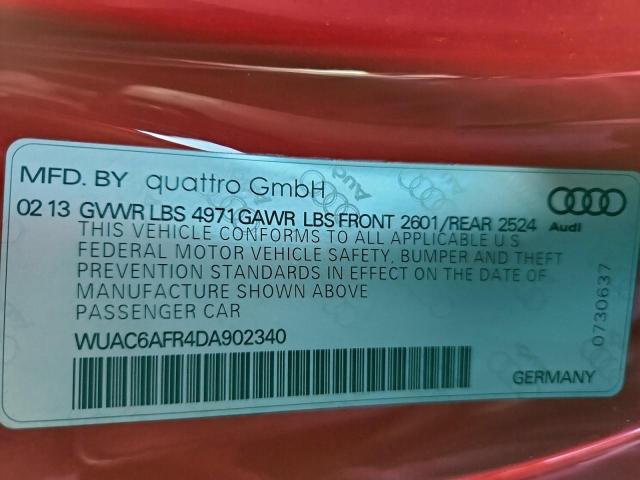 MFD. BY quattro GmbH
02 13 GVWR LBS 4971 GAWR LBS FRONT 2601/REAR 2524
Audi
THIS VEHICLE CONFORMS TO ALL APPLICABLE U.S
FEDERAL MOTOR VEHICLE SAFETY, BUMPER AND THEFT
PREVENTION STANDARDS IN EFFECT ON THE DATE OF
MANUFACTURE SHOWN ABOVE
PASSENGER CAR
WUAC6AFR4DA902340
GERMANY
0730637